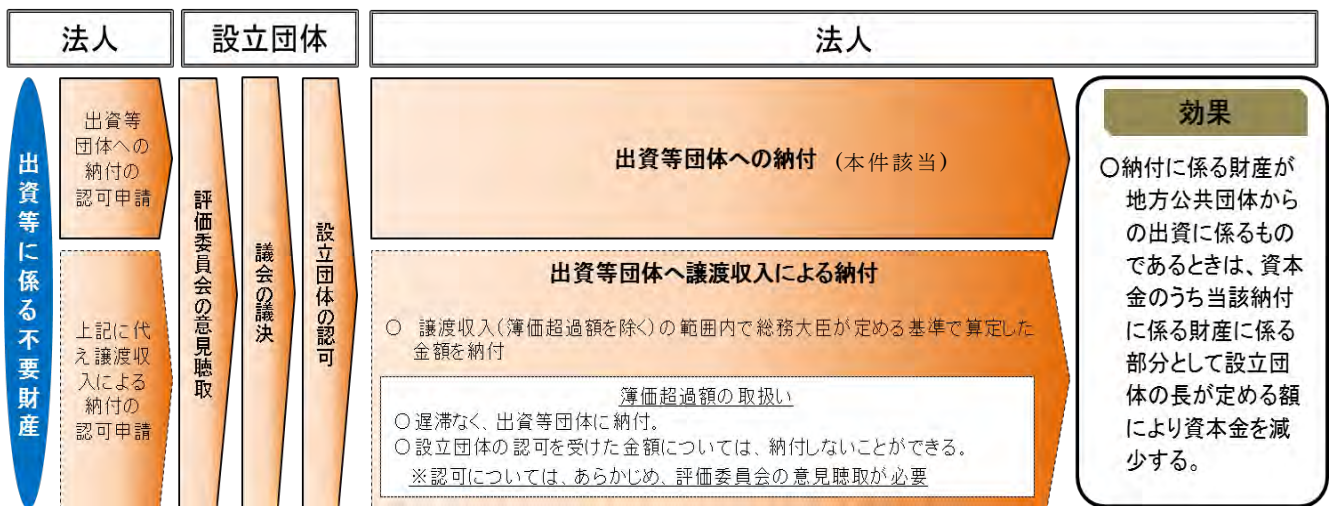 法人
設立団体
法人
出資等に係る不要財産
出資等
団体への
納付の
認可申請
上記に代
え譲渡収
入による
納付の
認可申請
評価委員会の意見聴取
議会の議決
設立団体の認可
出資等団体への納付（本件該当）
出資等団体へ譲渡収入による納付
○ 譲渡収入（簿価超過額を除く）の範囲内で総務大臣が定める基準で算定した
金額を納付
簿価超過額の取扱い
○遅滞なく、出資等団体に納付。
○設立団体の認可を受けた金額については、納付しないことができる。
※認可については、あらかじめ、評価委員会の意見聴取が必要
効果
○納付に係る財産が
地方公共団体から
の出資に係るもの
であるときは、資本
金のうち当該納付
に係る財産に係る
部分として設立団
体の長が定める額
により資本金を減
少する。